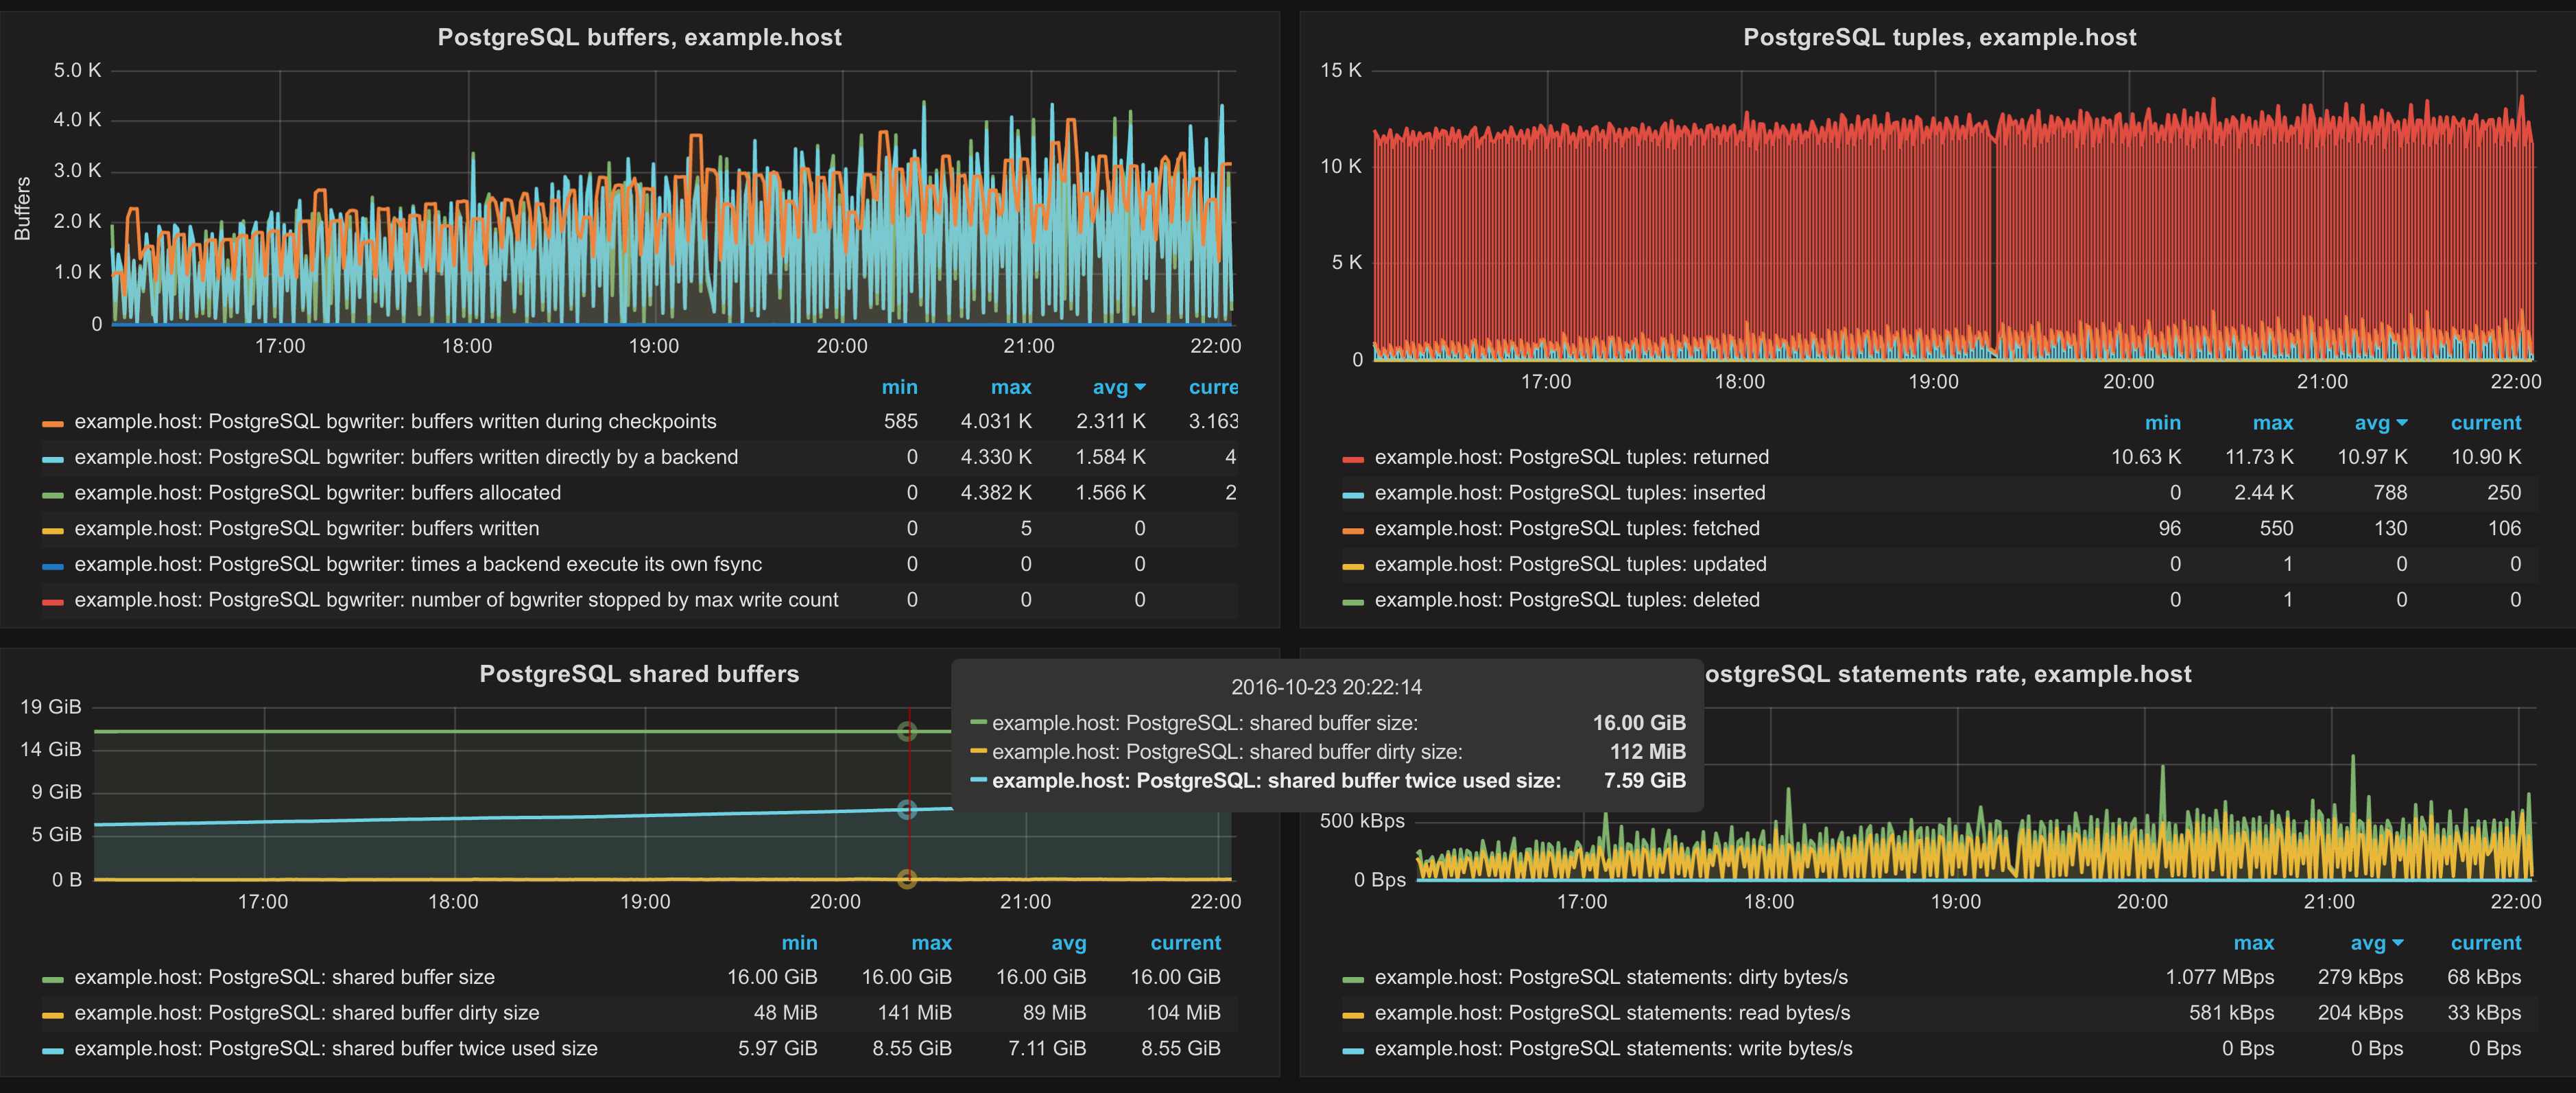 PostgreSQL buffers, example.host
5.0 K
4.0 K
3.0 K
2.0 K
1.0 K
0
Buffers
17:00 18:00 19:00 20:00 21:00 22:00
min max avg curre
example.host: PostgreSQL bgwriter: buffers written during checkpoints 585 4.031 K 2.311 K 3.163
example.host: PostgreSQL bgwriter: buffers written directly by a backend 0 4.330 K 1.584 K 4
example.host: PostgreSQL bgwriter: buffers allocated 0 4.382 K 1.566 K 2
example.host: PostgreSQL bgwriter: buffers written 0 5 0
example.host: PostgreSQL bgwriter: times a backend execute its own fsync 0 0 0
example.host: PostgreSQL bgwriter: number of bgwriter stopped by max write count 0 0 0
PostgreSQL tuples, example.host
15 K
10 K
5 K
0
17:00 18:00 19:00 20:00 21:00 22:00
min max avg current
example.host: PostgreSQL tuples: returned 10.63 K 11.73 K 10.97 K 10.90 K
example.host: PostgreSQL tuples: inserted 0 2.44 K 788 250
example.host: PostgreSQL tuples: fetched 96 550 130 106
example.host: PostgreSQL tuples: updated 0 1 0 0
example.host: PostgreSQL tuples: deleted 0 1 0 0
PostgreSQL shared buffers
19 GiB
14 GiB
9 GiB
5 GiB
0 B
17:00 18:00 19:00 20:00 21:00 22:00
min max avg current
example.host: PostgreSQL: shared buffer size 16.00 GiB 16.00 GiB 16.00 GiB 16.00 GiB
example.host: PostgreSQL: shared buffer dirty size 48 MiB 141 MiB 89 MiB 104 MiB
example.host: PostgreSQL: shared buffer twice used size 5.97 GiB 8.55 GiB 7.11 GiB 8.55 GiB
2016-10-23 20:22:14
example.host: PostgreSQL: shared buffer size: 16.00 GiB
example.host: PostgreSQL: shared buffer dirty size: 112 MiB
example.host: PostgreSQL: shared buffer twice used size: 7.59 GiB
ostgreSQL statements rate, example.host
500 kBps
0 Bps
17:00 18:00 19:00 20:00 21:00 22:00
max avg current
example.host: PostgreSQL statements: dirty bytes/s 1.077 MBps 279 kBps 68 kBps
example.host: PostgreSQL statements: read bytes/s 581 kBps 204 kBps 33 kBps
example.host: PostgreSQL statements: write bytes/s 0 Bps 0 Bps 0 Bps